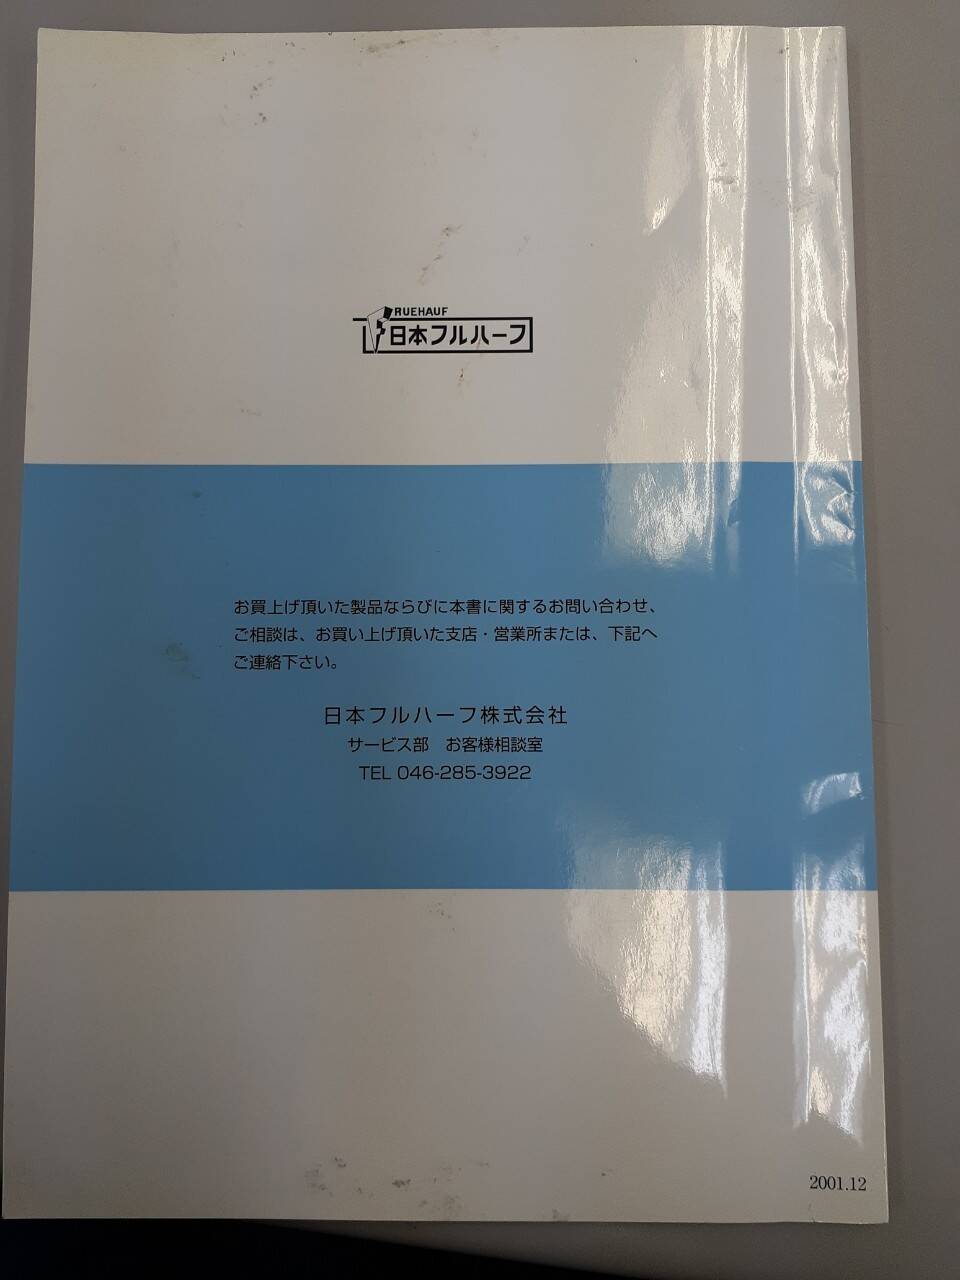 FRUEHAUF
日本フルハーフ
お買上げ頂いた製品ならびに本書に関するお問い合わせ、
ご相談は、お買い上げ頂いた支店・営業所または、下記へ
ご連絡下さい。
日本フルハーフ株式会社
サービス部 お客様相談室
TEL 046-285-3922
2001.12